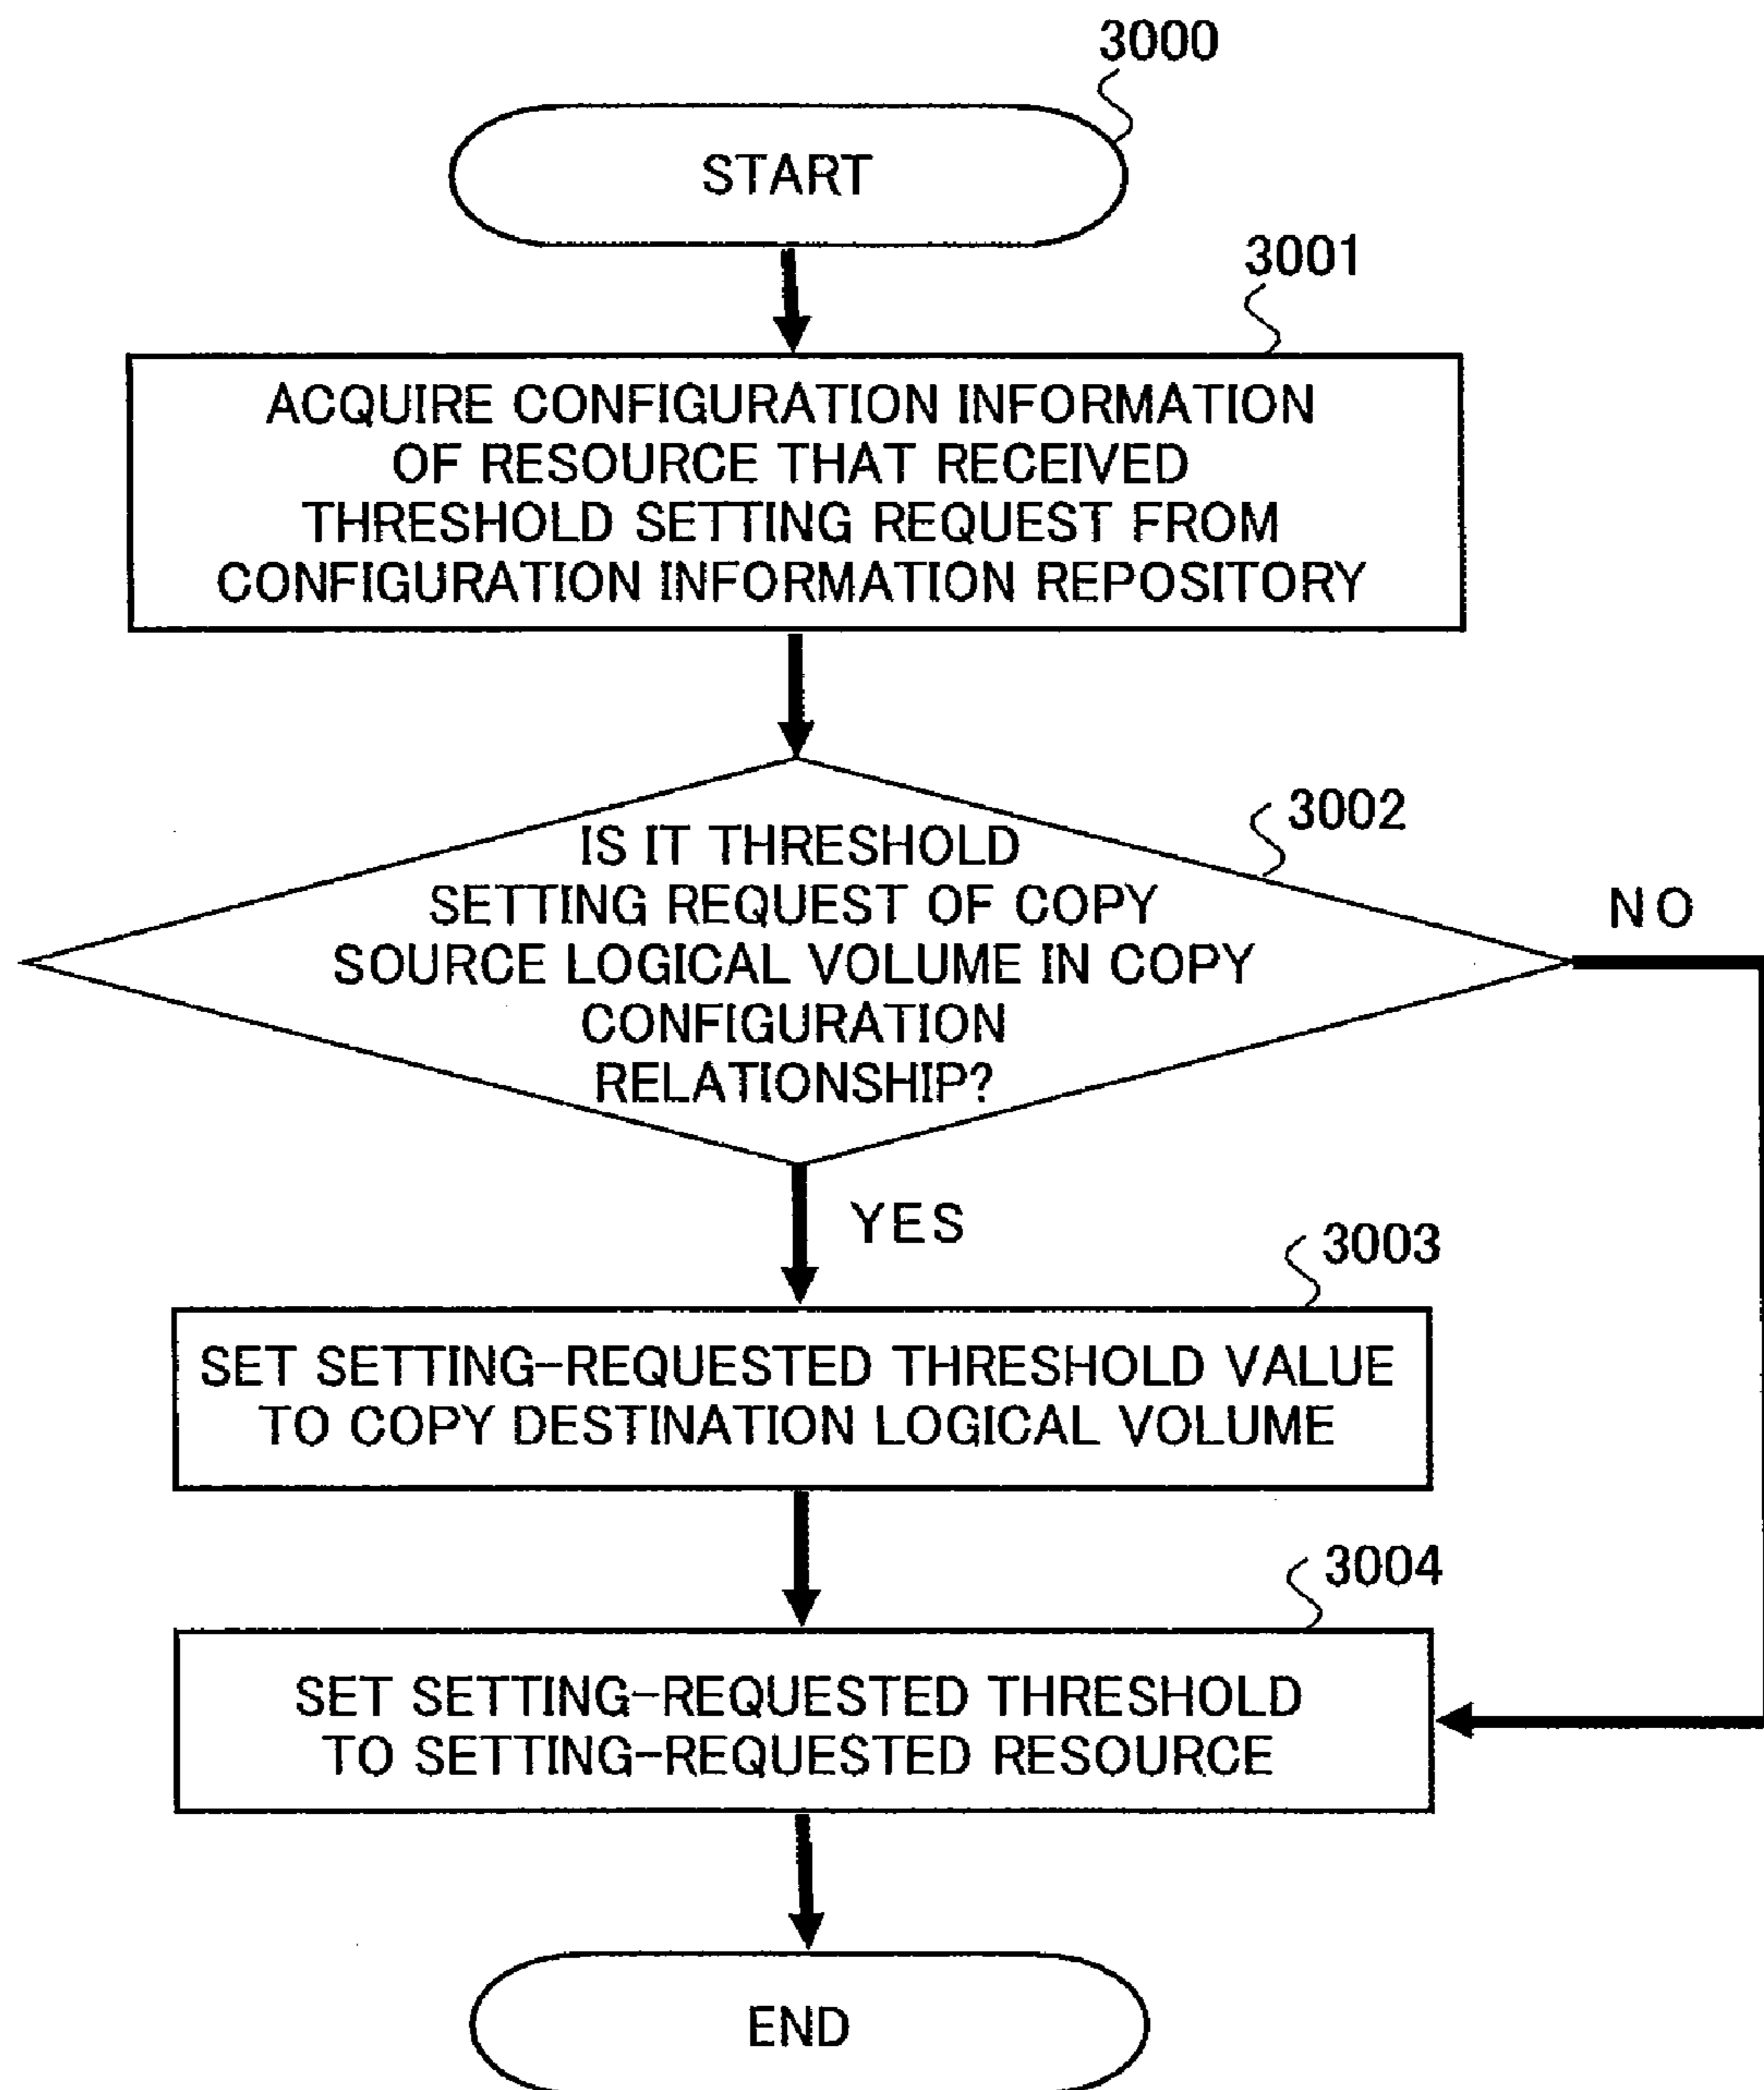 3000
START
3001
ACQUIRE CONFIGURATION INFORMATION
OF RESOURCE THAT RECEIVED
THRESHOLD SETTING REQUEST FROM
CONFIGURATION INFORMATION REPOSITORY
3002
IS IT THRESHOLD
SETTING REQUEST OF COPY
SOURCE LOGICAL VOLUME IN COPY
CONFIGURATION
RELATIONSHIP?
NO
YES
3003
SET SETTING-REQUESTED THRESHOLD VALUE
TO COPY DESTINATION LOGICAL VOLUME
3004
SET SETTING-REQUESTED THRESHOLD
TO SETTING-REQUESTED RESOURCE
END